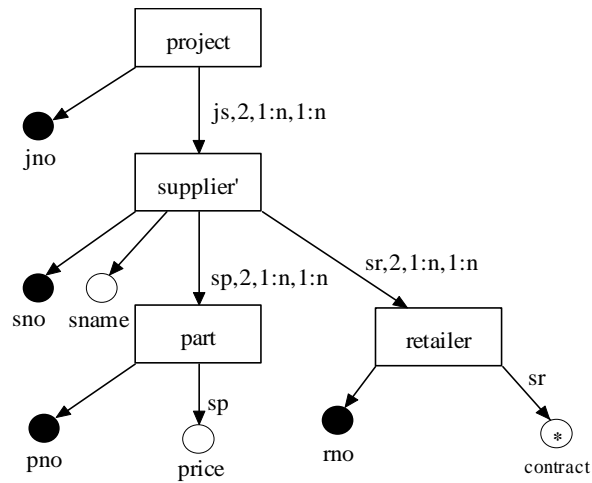 project
js,2,1:n,1:n
jno
supplier'
sp,2,1:n,1:n
sr,2,1:n,1:n
sno
sname
part
retailer
sp
sr
*
pno
price
rno
contract